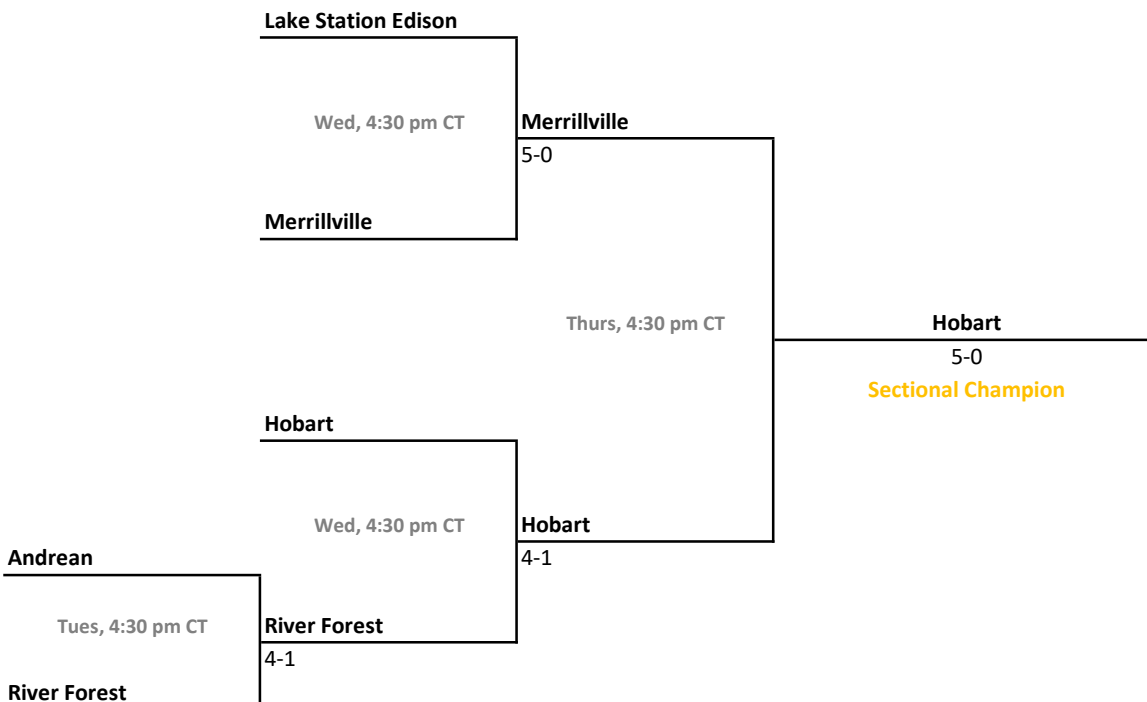 Lake Station Edison
Wed, 4:30 pm CT
Merrillville
5-0
Merrillville
Thurs, 4:30 pm CT
Hobart
5-0
Sectional Champion
Hobart
Wed, 4:30 pm CT
Hobart
4-1
Andrean
Tues, 4:30 pm CT
River Forest
4-1
River Forest